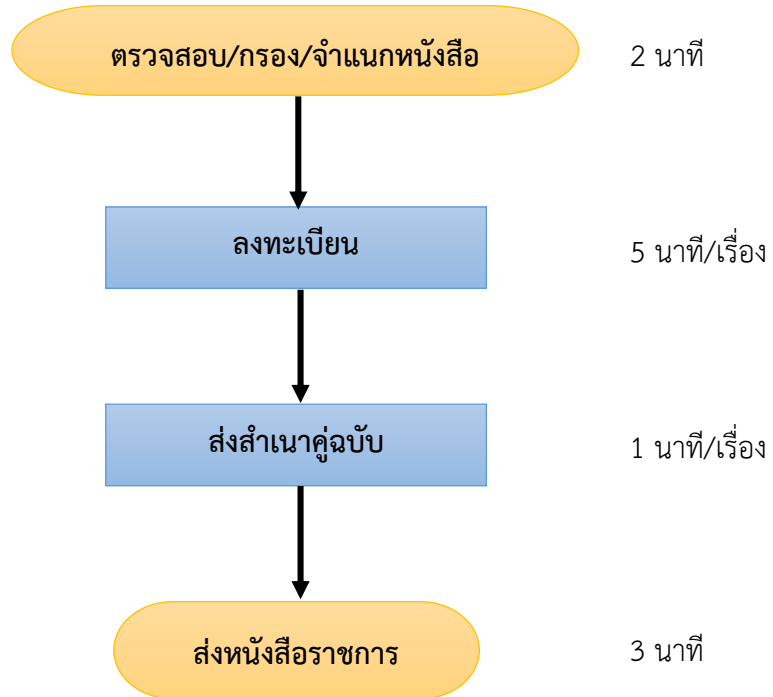 ตรวจสอบ/กรอง/จำแนกหนังสือ
2 นาที
ลงทะเบียน
5 นาที/เรื่อง
ส่งสำเนาคู่ฉบับ
1 นาที/เรื่อง
ส่งหนังสือราชการ
3 นาที